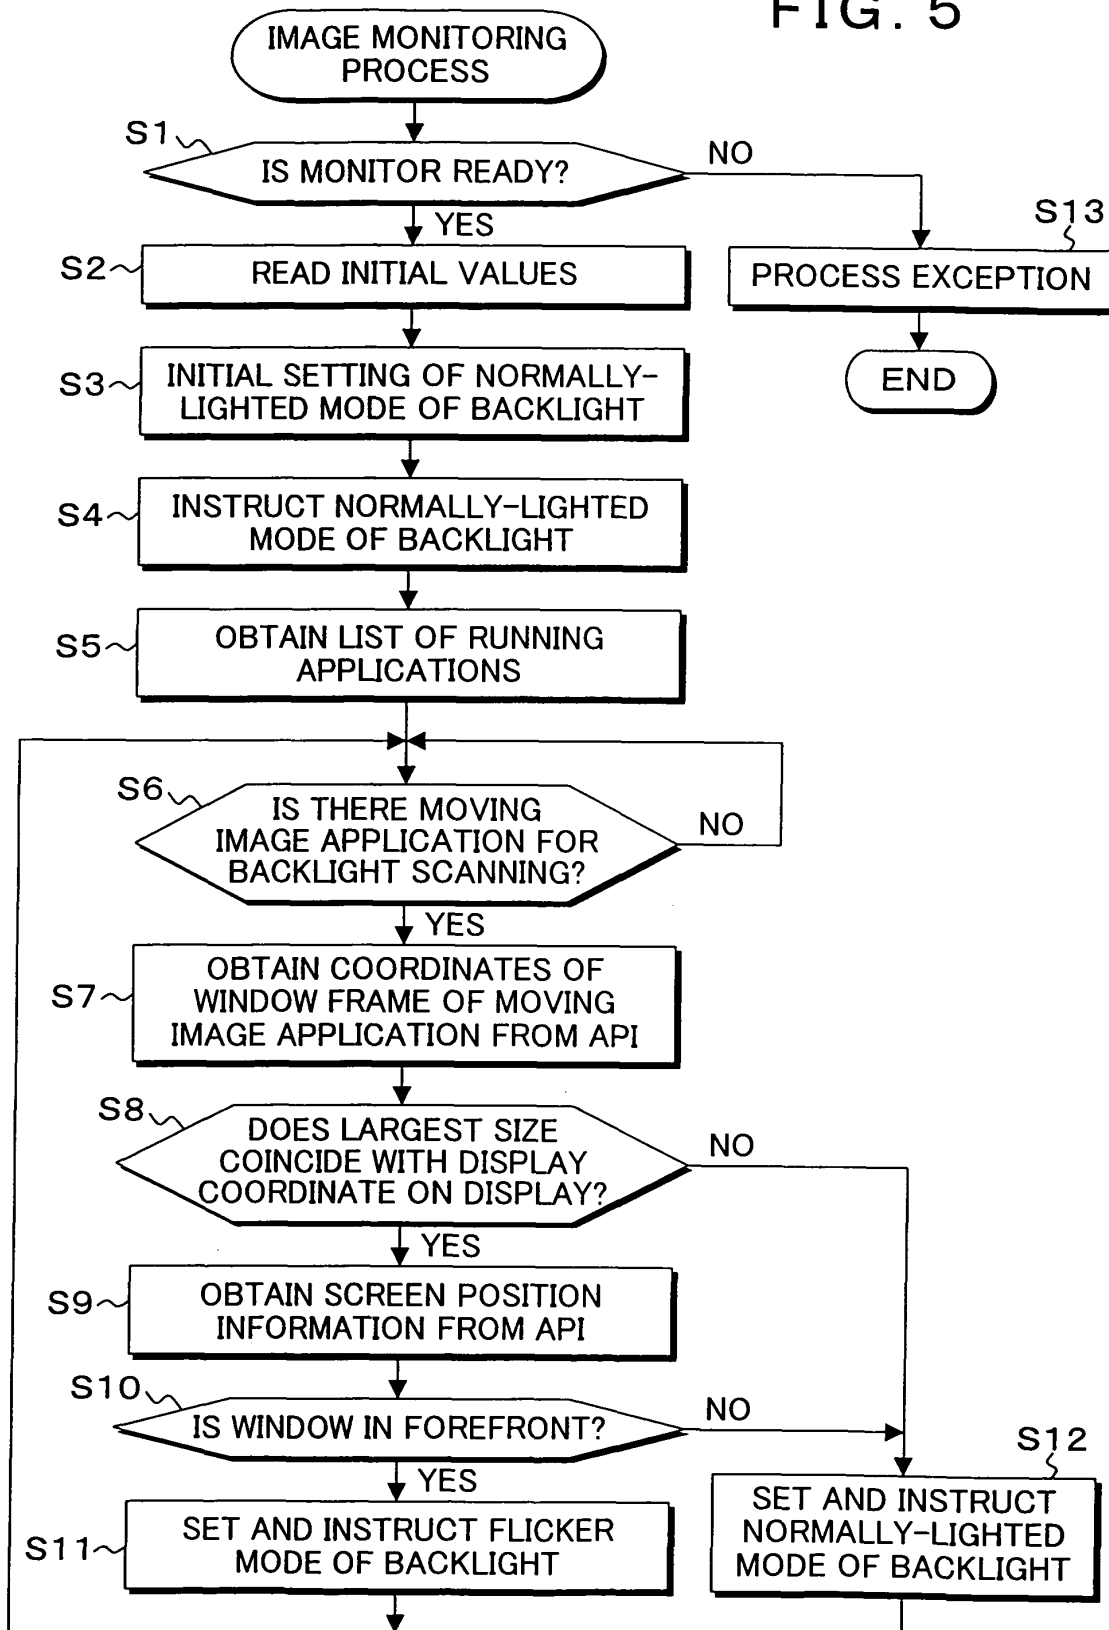 FIG. 5
IMAGE MONITORING
PROCESS
S1
IS MONITOR READY?
NO
YES
S13
PROCESS EXCEPTION
END
S2
READ INITIAL VALUES
S3
INITIAL SETTING OF NORMALLY-
LIGHTED MODE OF BACKLIGHT
S4
INSTRUCT NORMALLY-LIGHTED
MODE OF BACKLIGHT
S5
OBTAIN LIST OF RUNNING
APPLICATIONS
S6
IS THERE MOVING
IMAGE APPLICATION FOR
BACKLIGHT SCANNING?
NO
YES
S7
OBTAIN COORDINATES OF
WINDOW FRAME OF MOVING
IMAGE APPLICATION FROM API
S8
DOES LARGEST SIZE
COINCIDE WITH DISPLAY
COORDINATE ON DISPLAY?
NO
YES
S9
OBTAIN SCREEN POSITION
INFORMATION FROM API
S10
IS WINDOW IN FOREFRONT?
NO
YES
S11
SET AND INSTRUCT FLICKER
MODE OF BACKLIGHT
S12
SET AND INSTRUCT
NORMALLY-LIGHTED
MODE OF BACKLIGHT